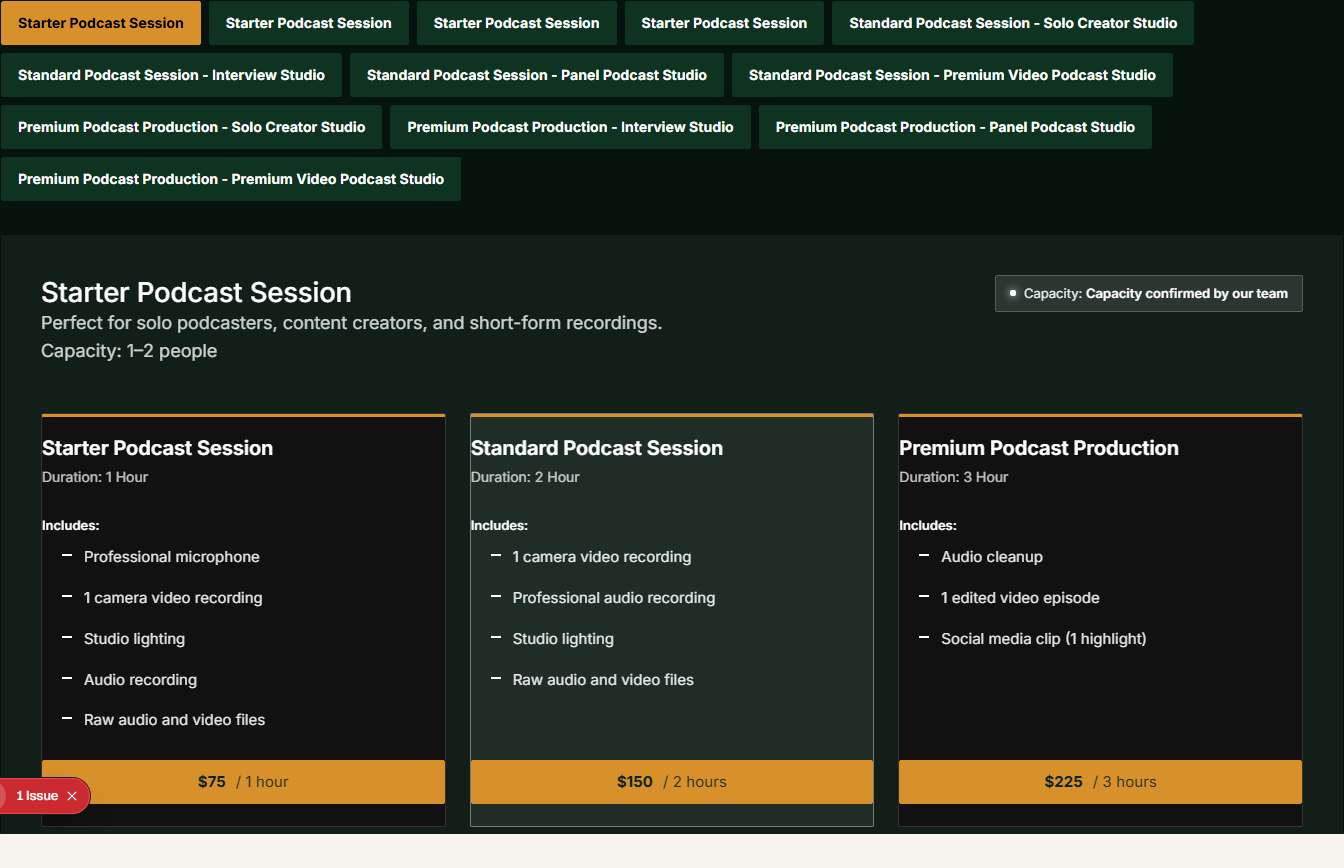 Starter Podcast Session
Starter Podcast Session
Starter Podcast Session
Starter Podcast Session
Standard Podcast Session - Solo Creator Studio
Standard Podcast Session - Interview Studio
Standard Podcast Session - Panel Podcast Studio
Standard Podcast Session - Premium Video Podcast Studio
Premium Podcast Production - Solo Creator Studio
Premium Podcast Production - Interview Studio
Premium Podcast Production - Panel Podcast Studio
Premium Podcast Production - Premium Video Podcast Studio
Starter Podcast Session
Perfect for solo podcasters, content creators, and short-form recordings.
Capacity: 1–2 people
Capacity: Capacity confirmed by our team
Starter Podcast Session
Duration: 1 Hour
Includes:
– Professional microphone
– 1 camera video recording
– Studio lighting
– Audio recording
– Raw audio and video files
$75 / 1 hour
Standard Podcast Session
Duration: 2 Hour
Includes:
– 1 camera video recording
– Professional audio recording
– Studio lighting
– Raw audio and video files
$150 / 2 hours
Premium Podcast Production
Duration: 3 Hour
Includes:
– Audio cleanup
– 1 edited video episode
– Social media clip (1 highlight)
$225 / 3 hours
1 Issue